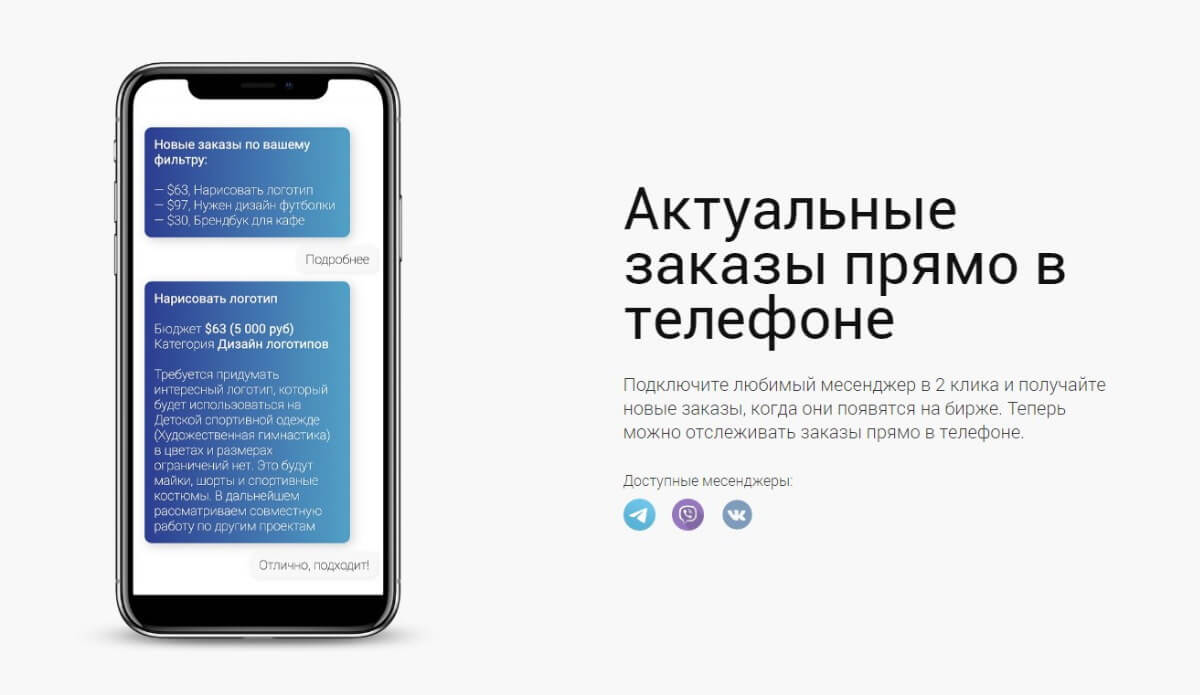 Новые заказы по вашему
фильтру:
— $63, Нарисовать логотип
— $97, Нужен дизайн футболки
— $30, Брендбук для кафе
Подробнее
Нарисовать логотип
Бюджет $63 (5 000 руб)
Категория Дизайн логотипов
Требуется придумать
интересный логотип, который
будет использоваться на
Детской спортивной одежде
(Художественная гимнастика)
в цветах и размерах
ограничений нет. Это будут
майки, шорты и спортивные
костюмы. В дальнейшем
рассматриваем совместную
работу по другим проектам
Отлично, подходит!
Актуальные
заказы прямо в
телефоне
Подключите любимый месенджер в 2 клика и получайте
новые заказы, когда они появятся на бирже. Теперь
можно отслеживать заказы прямо в телефоне.
Доступные месенджеры: